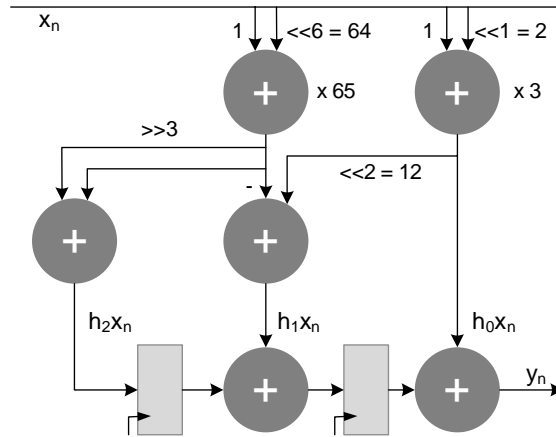 xn
1
<<6 = 64
1
<<1 = 2
+
x 65
+
x 3
>>3
-
<<2 = 12
+
+
h2xn
h1xn
h0xn
+
+
yn